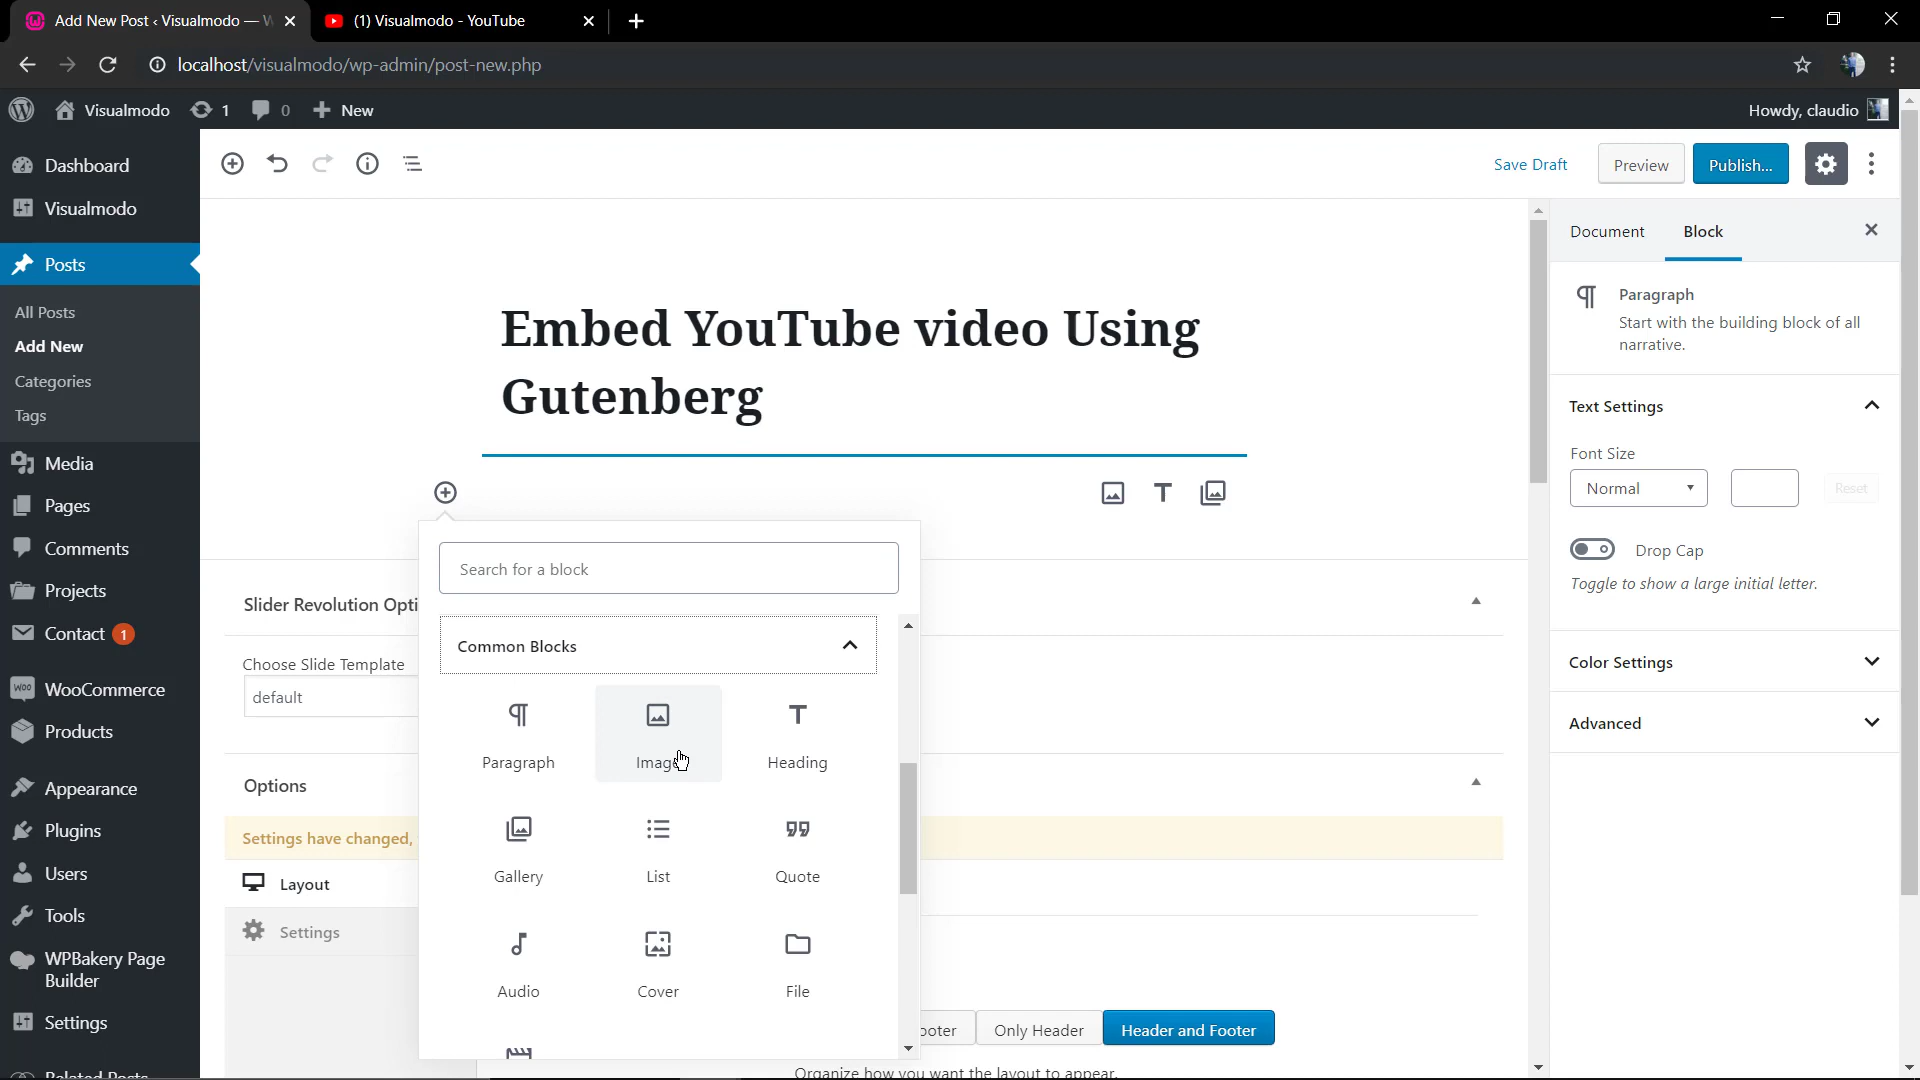 Add New Post ‹ Visualmodo —
(1) Visualmodo - YouTube
localhost/visualmodo/wp-admin/post-new.php
Visualmodo
1
0
New
Howdy, claudio
Dashboard
Visualmodo
Posts
All Posts
Add New
Categories
Tags
Media
Pages
Comments
Projects
Contact 1
WooCommerce
Products
Appearance
Plugins
Users
Tools
WPBakery Page
Builder
Settings
Save Draft
Preview
Publish...
Embed YouTube video Using
Gutenberg
Search for a block
Common Blocks
Paragraph
Image
Heading
Gallery
List
Quote
Audio
Cover
File
Slider Revolution Opti
Choose Slide Template
default
Options
Settings have changed,
Layout
Settings
ooter
Only Header
Header and Footer
Organize how you want the layout to appear.
Document
Block
Paragraph
Start with the building block of all
narrative.
Text Settings
Font Size
Normal
Reset
Drop Cap
Toggle to show a large initial letter.
Color Settings
Advanced